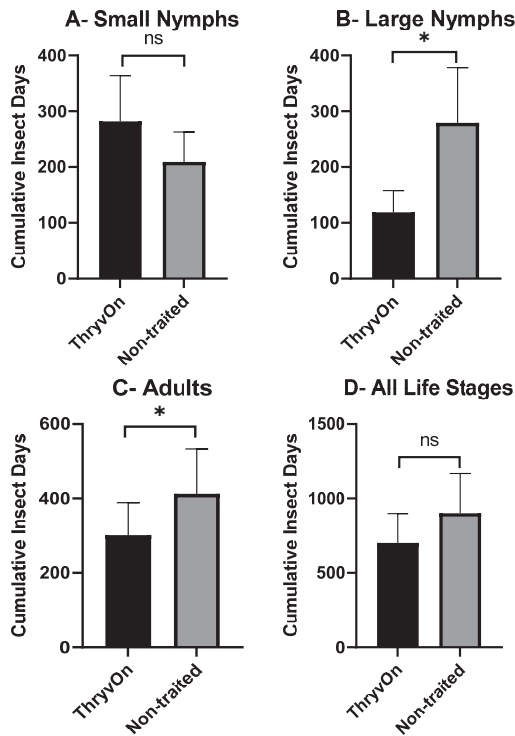 A- Small Nymphs
ns
Cumulative Insect Days
400
300
200
100
0
ThryvOn
Non-traited
B- Large Nymphs
*
Cumulative Insect Days
400
300
200
100
0
ThryvOn
Non-traited
C- Adults
*
Cumulative Insect Days
600
400
200
0
ThryvOn
Non-traited
D- All Life Stages
ns
Cumulative Insect Days
1500
1000
500
0
ThryvOn
Non-traited